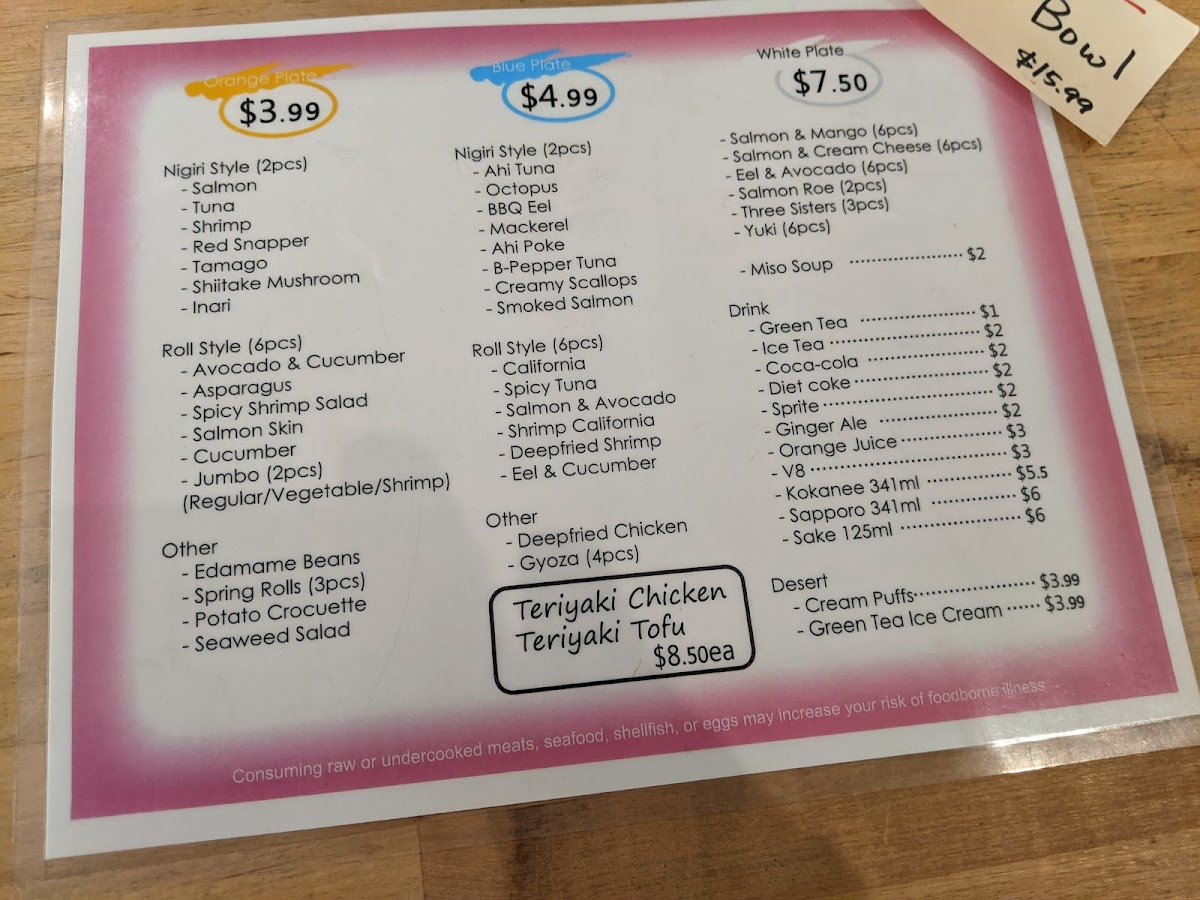 Orange Plate
$3.99
Nigiri Style (2pcs)
- Salmon
- Tuna
- Shrimp
- Red Snapper
- Tamago
- Shiitake Mushroom
- Inari
Roll Style (6pcs)
- Avocado & Cucumber
- Asparagus
- Spicy Shrimp Salad
- Salmon Skin
- Cucumber
- Jumbo (2pcs)
(Regular/Vegetable/Shrimp)
Other
- Edamame Beans
- Spring Rolls (3pcs)
- Potato Crocuette
- Seaweed Salad
Blue Plate
$4.99
Nigiri Style (2pcs)
- Ahi Tuna
- Octopus
- BBQ Eel
- Mackerel
- Ahi Poke
- B-Pepper Tuna
- Creamy Scallops
- Smoked Salmon
Roll Style (6pcs)
- California
- Spicy Tuna
- Salmon & Avocado
- Shrimp California
- Deepfried Shrimp
- Eel & Cucumber
Other
- Deepfried Chicken
- Gyoza (4pcs)
Teriyaki Chicken
Teriyaki Tofu
$8.50ea
White Plate
$7.50
- Salmon & Mango (6pcs)
- Salmon & Cream Cheese (6pcs)
- Eel & Avocado (6pcs)
- Salmon Roe (2pcs)
- Three Sisters (3pcs)
- Yuki (6pcs)
- Miso Soup ................... $2
Drink
- Green Tea ................... $1
- Ice Tea ................... $2
- Coca-cola ................... $2
- Diet coke ................... $2
- Sprite ................... $2
- Ginger Ale ................... $2
- Orange Juice ................... $3
- V8 ................... $3
- Kokanee 341ml ................... $5.5
- Sapporo 341ml ................... $6
- Sake 125ml ................... $6
Desert
- Cream Puffs ................... $3.99
- Green Tea Ice Cream ...... $3.99
Consuming raw or undercooked meats, seafood, shellfish, or eggs may increase your risk of foodborne illness
Bowl
$15.99